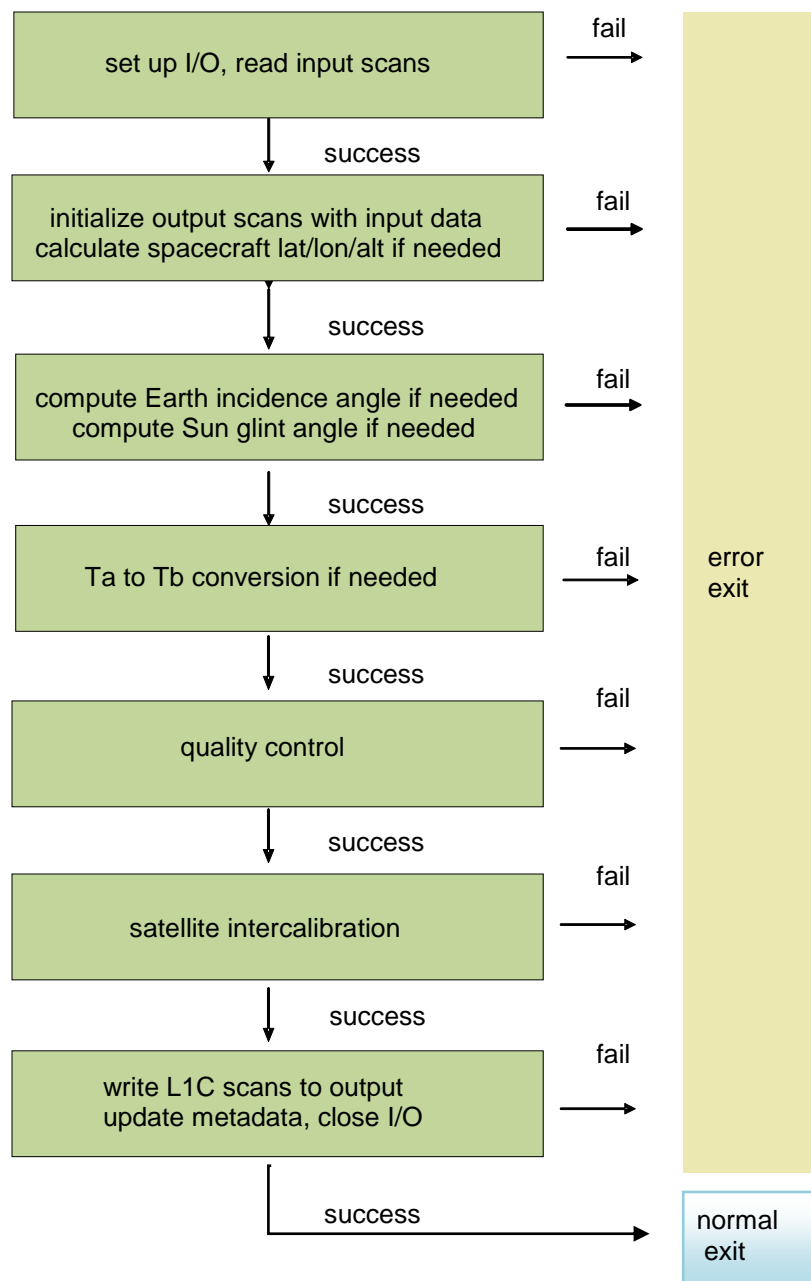 fail
set up I/O, read input scans
success
fail
initialize output scans with input data
calculate spacecraft lat/lon/alt if needed
success
fail
compute Earth incidence angle if needed
compute Sun glint angle if needed
success
fail
Ta to Tb conversion if needed
error
exit
success
fail
quality control
success
fail
satellite intercalibration
success
fail
write L1C scans to output
update metadata, close I/O
success
normal
exit